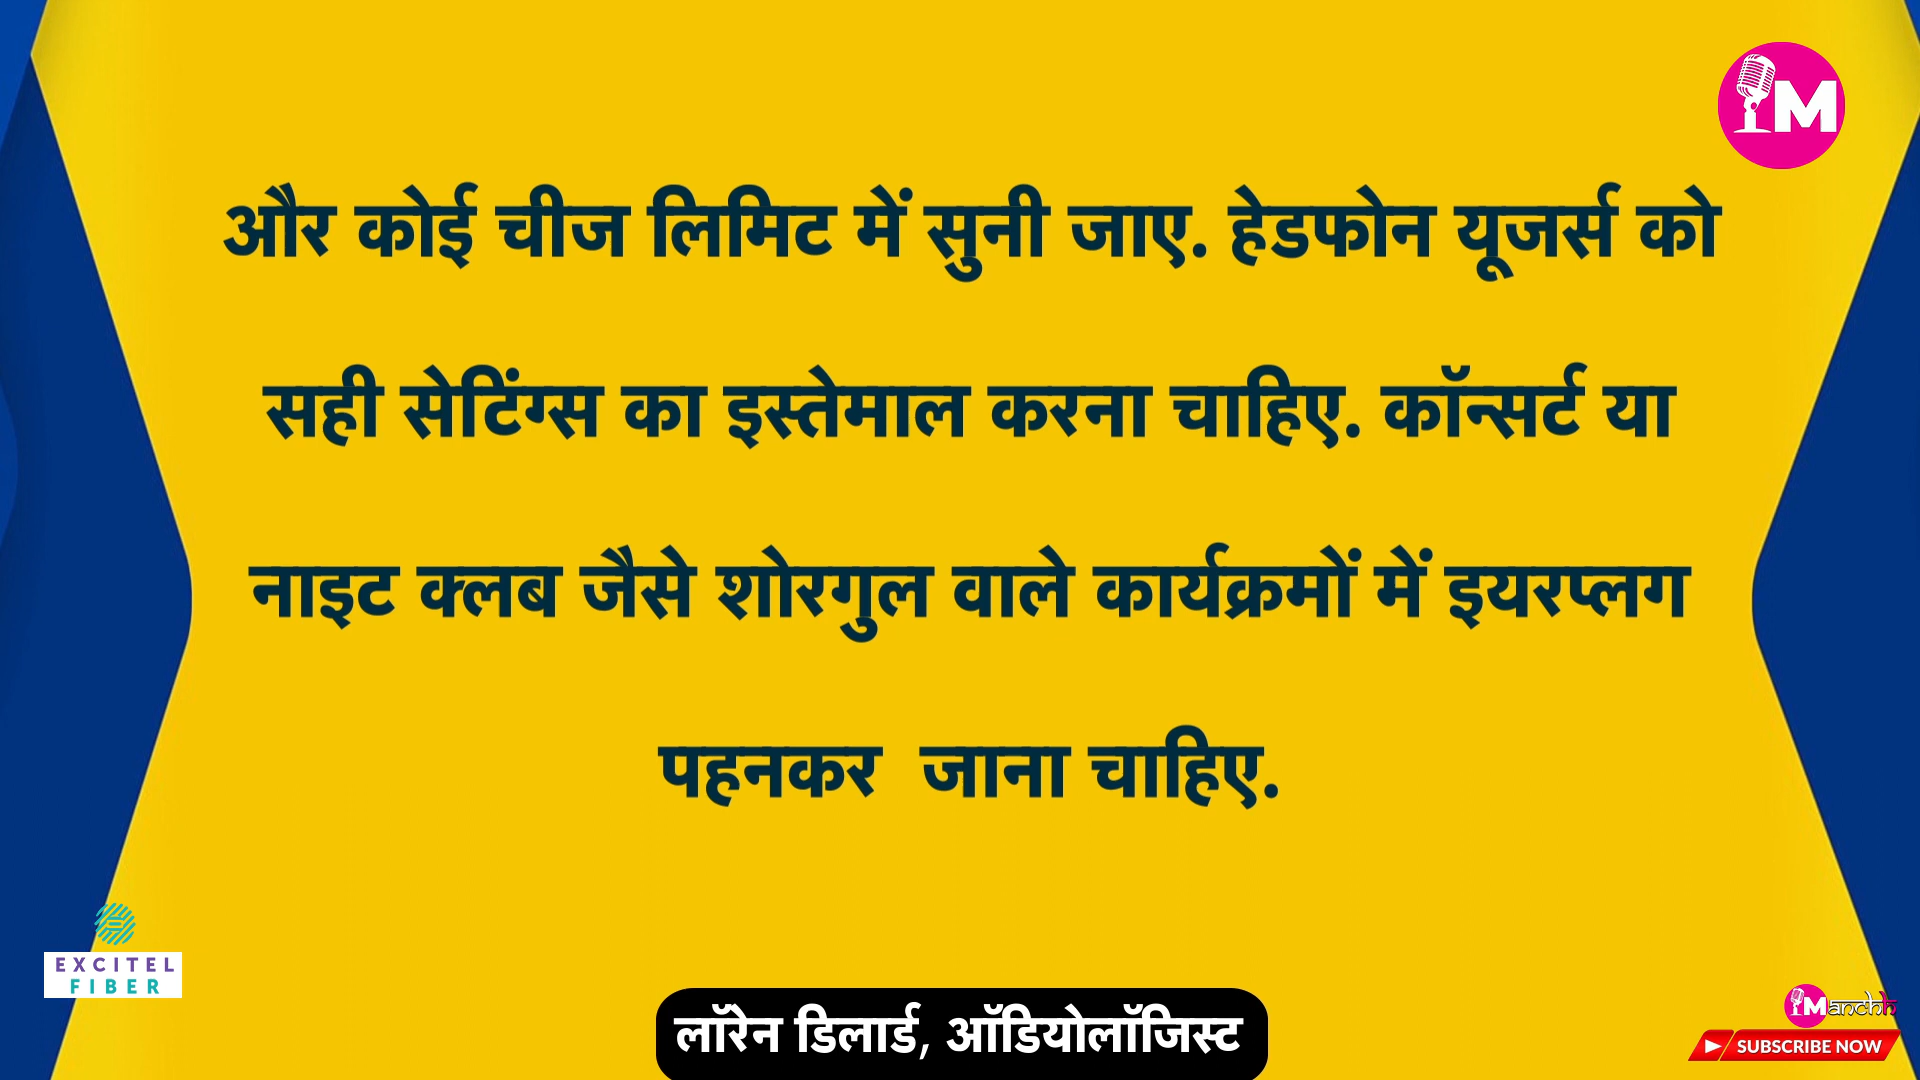 M
और कोई चीज लिमिट में सुनी जाए. हेडफोन यूजर्स को
सही सेटिंग्स का इस्तेमाल करना चाहिए. कॉन्सर्ट या
नाइट क्लब जैसे शोरगुल वाले कार्यक्रमों में इयरप्लग
पहनकर जाना चाहिए.
EXCITEL
FIBER
लॉरेन डिलार्ड, ऑडियोलॉजिस्ट
Manchh
SUBSCRIBE NOW